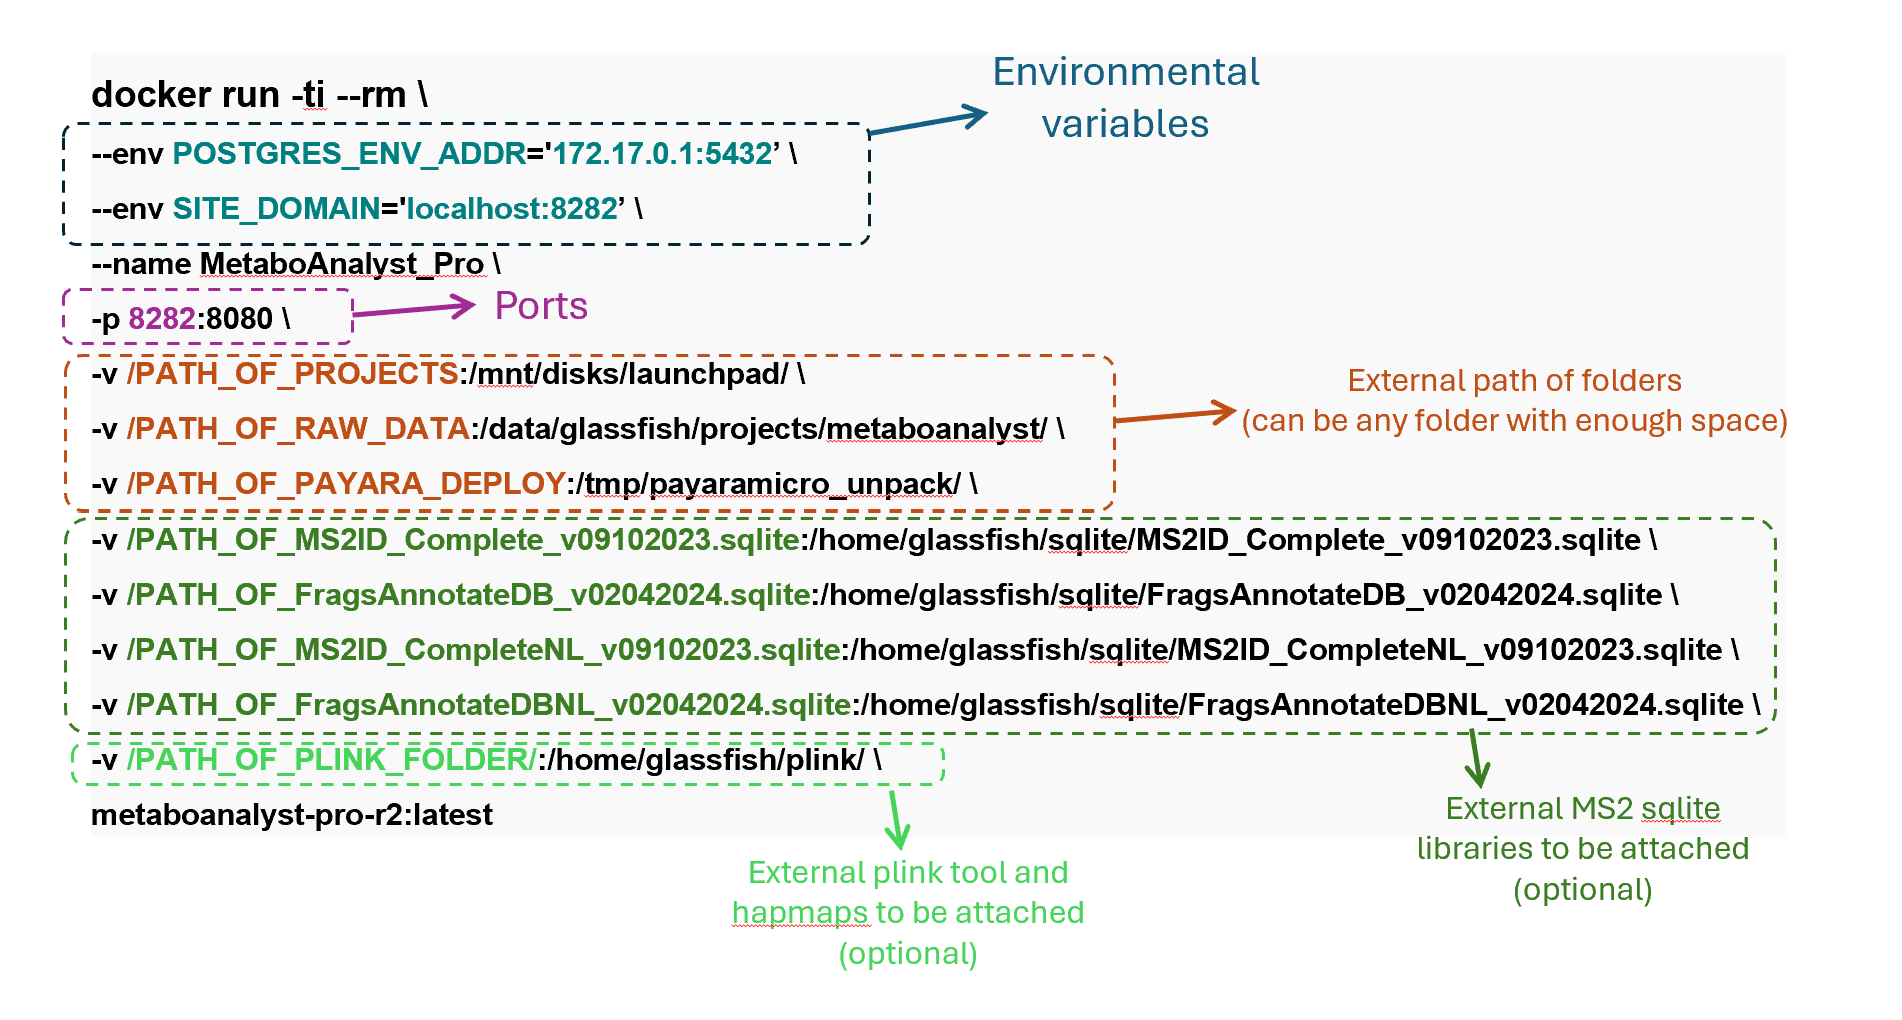 docker run -ti --rm \
Environmental
variables
--env POSTGRES_ENV_ADDR='172.17.0.1:5432’ \
--env SITE_DOMAIN='localhost:8282’ \
--name MetaboAnalyst_Pro \
-p 8282:8080 \
Ports
-v /PATH_OF_PROJECTS:/mnt/disks/launchpad/ \
-v /PATH_OF_RAW_DATA:/data/glassfish/projects/metaboanalyst/ \
-v /PATH_OF_PAYARA_DEPLOY:/tmp/payaramicro_unpack/ \
External path of folders
(can be any folder with enough space)
-v /PATH_OF_MS2ID_Complete_v09102023.sqlite:/home/glassfish/sqlite/MS2ID_Complete_v09102023.sqlite \
-v /PATH_OF_FragsAnnotateDB_v02042024.sqlite:/home/glassfish/sqlite/FragsAnnotateDB_v02042024.sqlite \
-v /PATH_OF_MS2ID_CompleteNL_v09102023.sqlite:/home/glassfish/sqlite/MS2ID_CompleteNL_v09102023.sqlite \
-v /PATH_OF_FragsAnnotateDBNL_v02042024.sqlite:/home/glassfish/sqlite/FragsAnnotateDBNL_v02042024.sqlite \
-v /PATH_OF_PLINK_FOLDER/:/home/glassfish/plink/ \
metaboanalyst-pro-r2:latest
External MS2 sqlite
libraries to be attached
(optional)
External plink tool and
hapmaps to be attached
(optional)